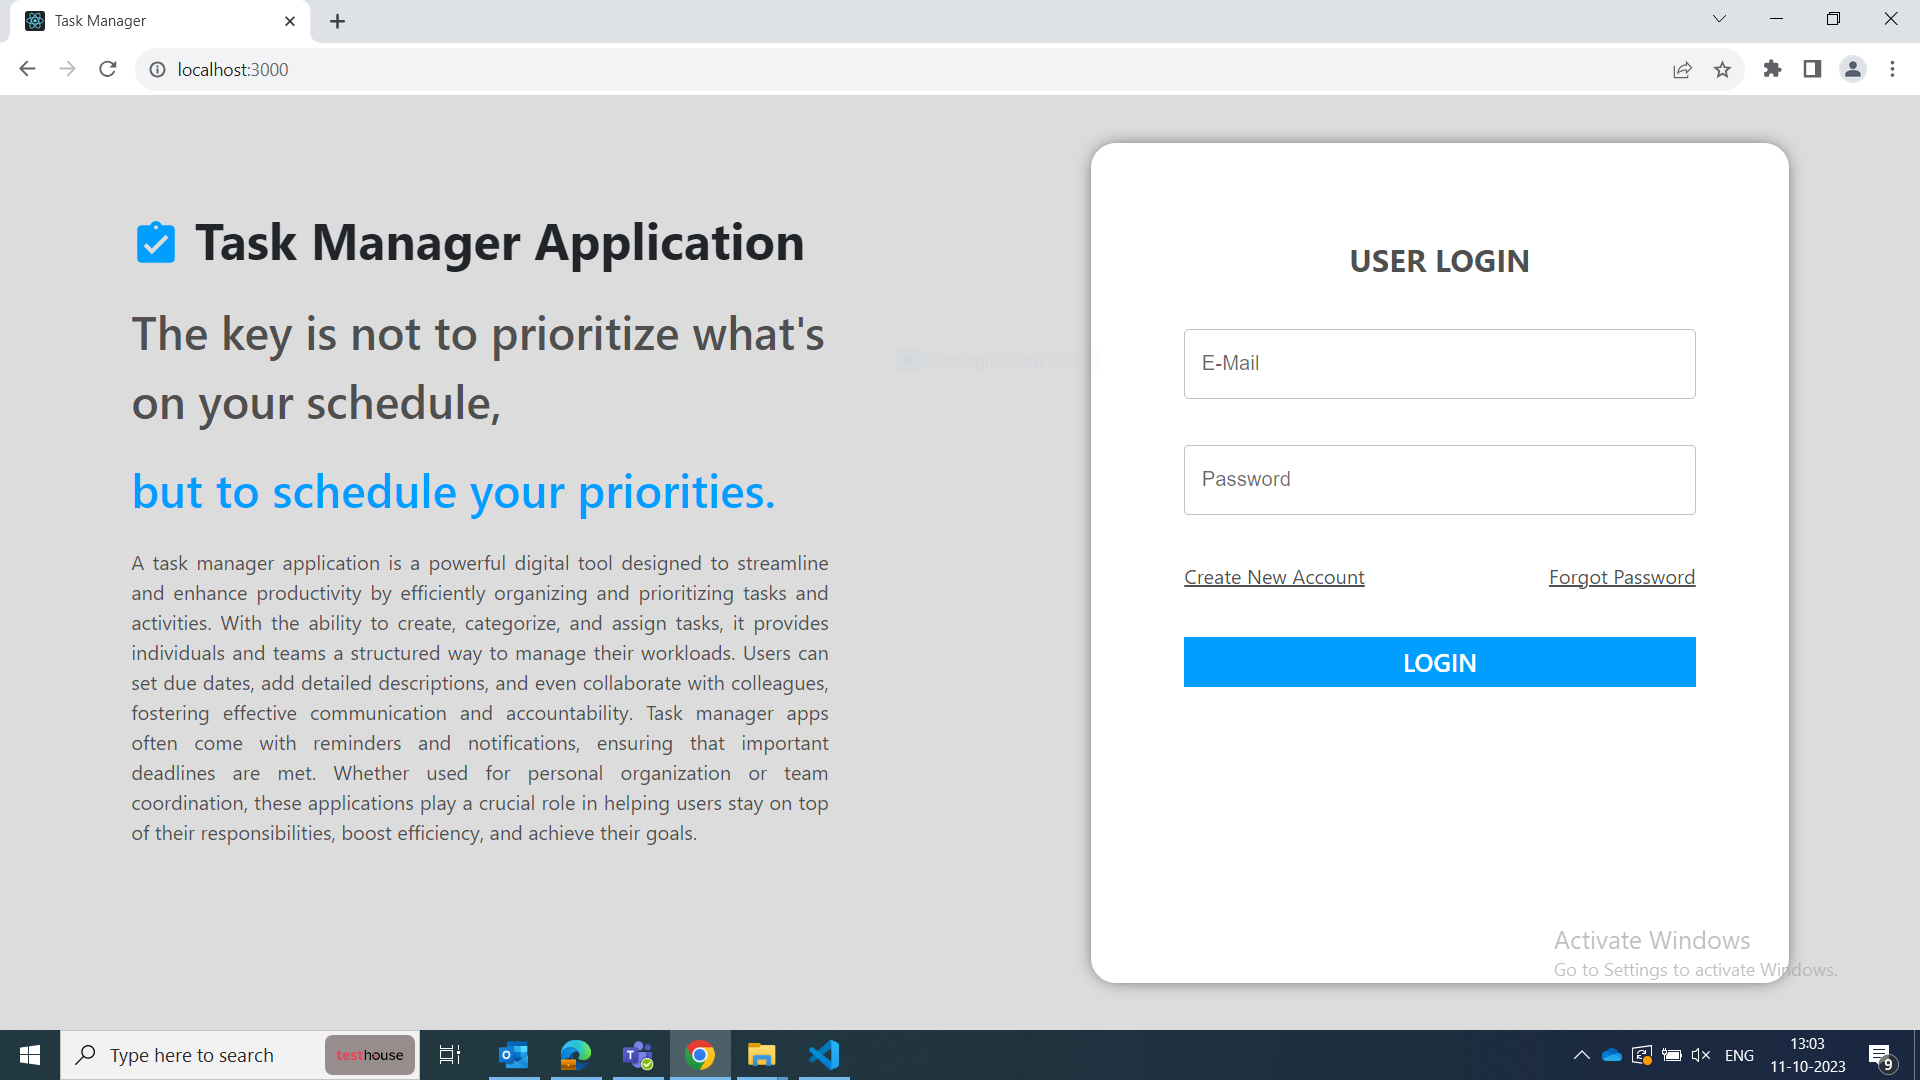 Task Manager
localhost:3000
Task Manager Application
The key is not to prioritize what's
on your schedule,
but to schedule your priorities.
A task manager application is a powerful digital tool designed to streamline
and enhance productivity by efficiently organizing and prioritizing tasks and
activities. With the ability to create, categorize, and assign tasks, it provides
individuals and teams a structured way to manage their workloads. Users can
set due dates, add detailed descriptions, and even collaborate with colleagues,
fostering effective communication and accountability. Task manager apps
often come with reminders and notifications, ensuring that important
deadlines are met. Whether used for personal organization or team
coordination, these applications play a crucial role in helping users stay on top
of their responsibilities, boost efficiency, and achieve their goals.
Rectangular Snip
USER LOGIN
E-Mail
Password
Create New Account Forgot Password
LOGIN
Activate Windows
Go to Settings to activate Windows.
Type here to search
testhouse
ENG
13:03
11-10-2023
9